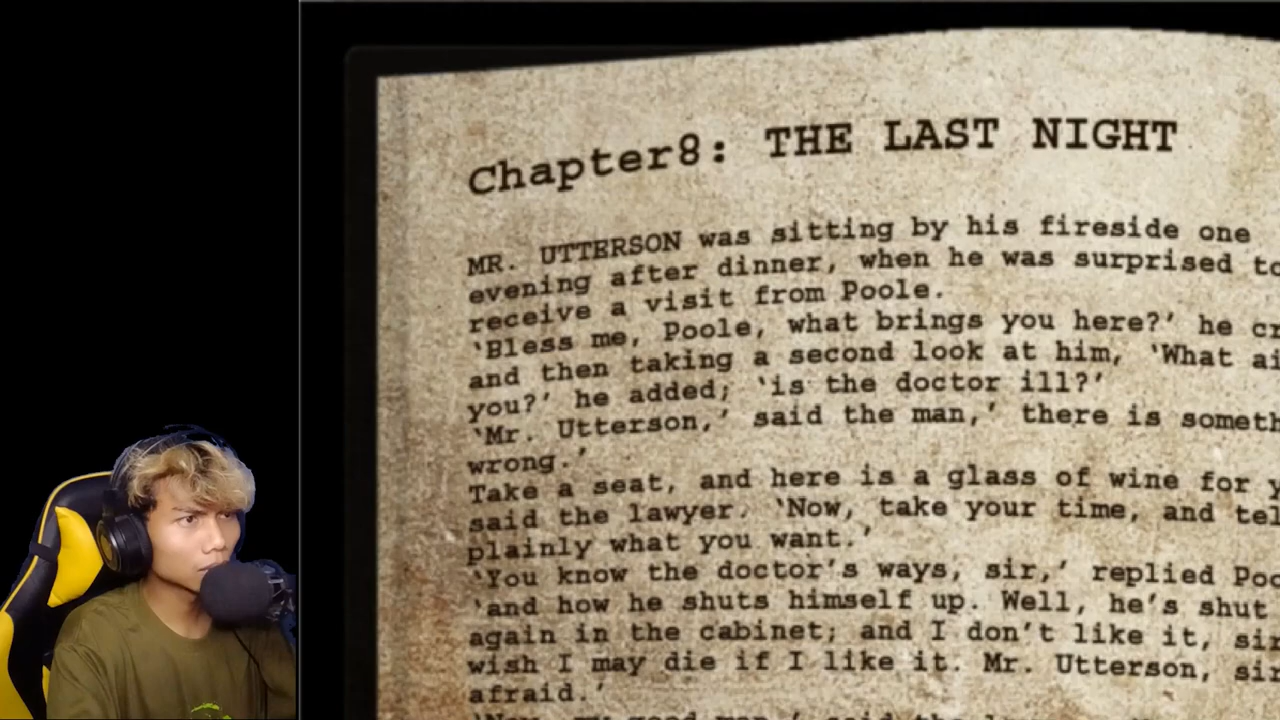 Chapter8: THE LAST NIGHT
MR. UTTERSON was sitting by his fireside one
evening after dinner, when he was surprised to
receive a visit from Poole.
‘Bless me, Poole, what brings you here?’ he
and then taking a second look at him, ‘What
you?’ he added; ‘is the doctor ill?’
‘Mr. Utterson,’ said the man,’ there is
wrong.’
Take a seat, and here is a glass of wine for
said the lawyer. ‘Now, take your time, and
plainly what you want.’
‘You know the doctor’s ways, sir,’ replied
‘and how he shuts himself up. Well, he’s shut
again in the cabinet; and I don’t like it,
wish I may die if I like it. Mr. Utterson,
afraid.’